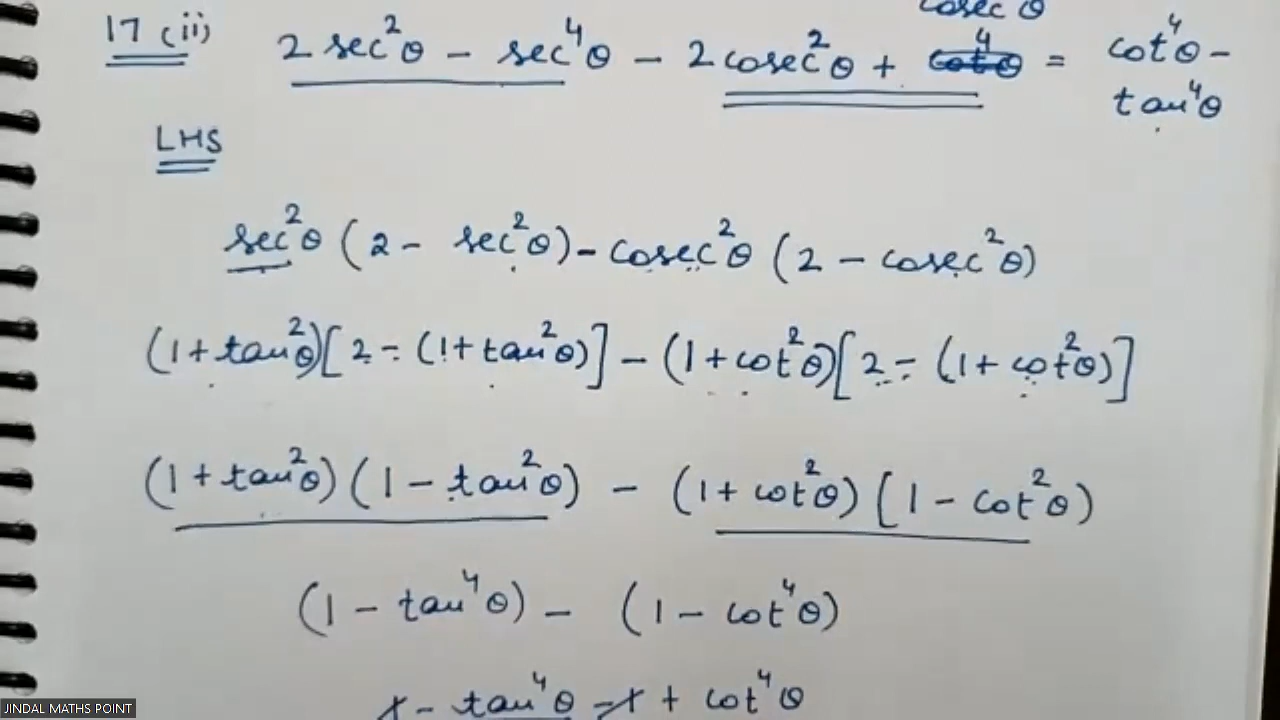 cosec θ
17 (ii) 2 sec²θ - sec⁴θ - 2 cosec²θ + cot⁴θ = cot⁴θ -
tan⁴θ
LHS
sec²θ (2 - sec²θ) - cosec²θ (2 - cosec²θ)
(1 + tan²θ)[2 - (1 + tan²θ)] - (1 + cot²θ)[2 - (1 + cot²θ)]
(1 + tan²θ)(1 - tan²θ) - (1 + cot²θ)[1 - cot²θ)
(1 - tan⁴θ) - (1 - cot⁴θ)
1 - tan⁴θ - 1 + cot⁴θ
JINDAL MATHS POINT